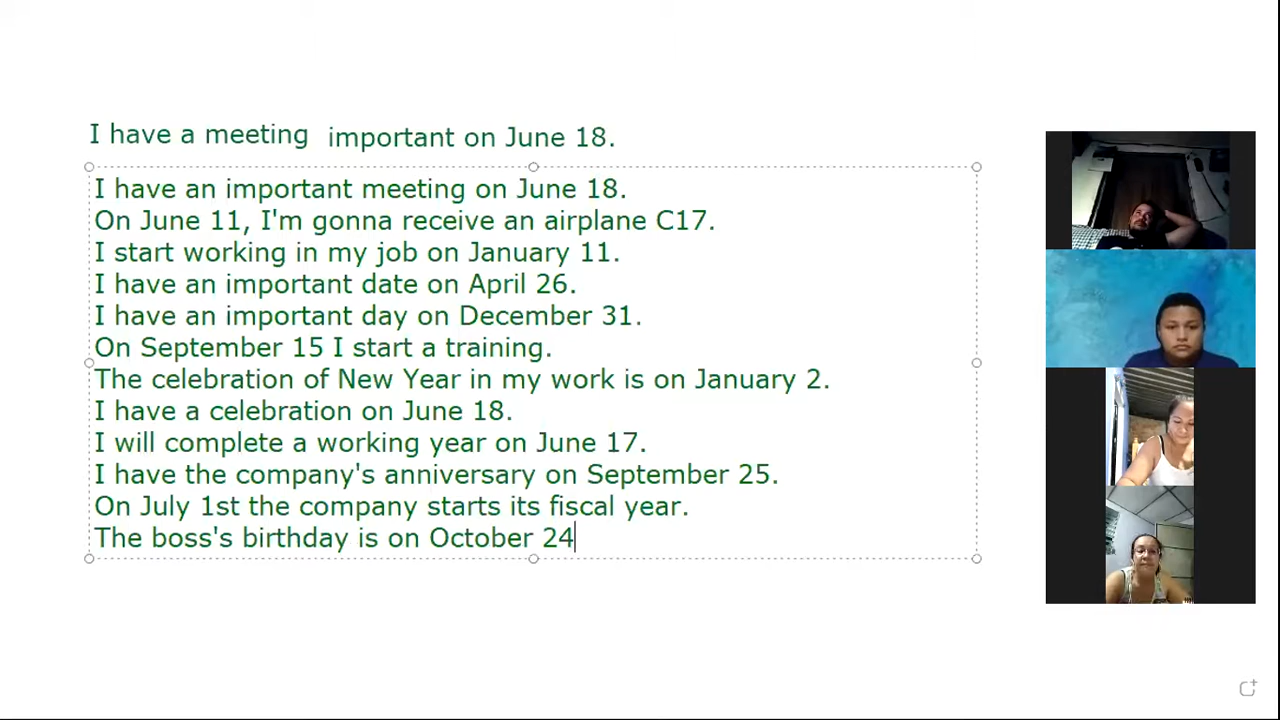 I have a meeting important on June 18.
I have an important meeting on June 18.
On June 11, I'm gonna receive an airplane C17.
I start working in my job on January 11.
I have an important date on April 26.
I have an important day on December 31.
On September 15 I start a training.
The celebration of New Year in my work is on January 2.
I have a celebration on June 18.
I will complete a working year on June 17.
I have the company's anniversary on September 25.
On July 1st the company starts its fiscal year.
The boss's birthday is on October 24